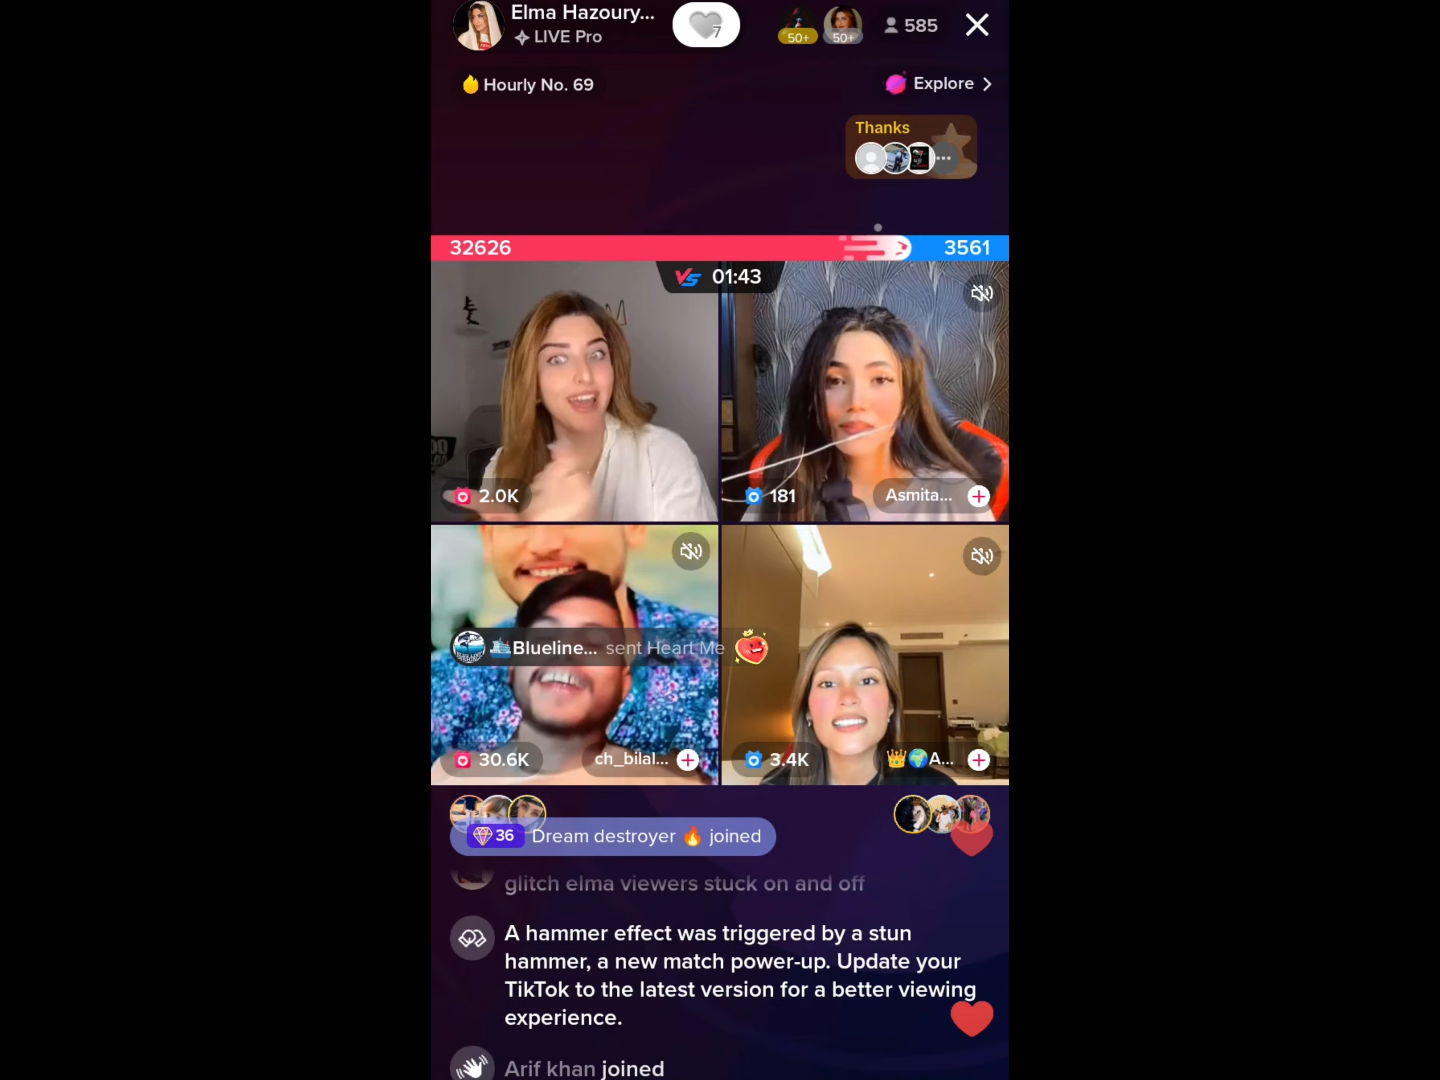 Elma Hazoury...
LIVE Pro
7
50+
50+
585
Hourly No. 69
Explore
Thanks
32626
3561
VS 01:43
2.0K
181
Asmita...
Blueline... sent Heart Me
30.6K
ch_bilal...
3.4K
A...
36 Dream destroyer 🔥 joined
glitch elma viewers stuck on and off
A hammer effect was triggered by a stun
hammer, a new match power-up. Update your
TikTok to the latest version for a better viewing
experience.
Arif khan joined